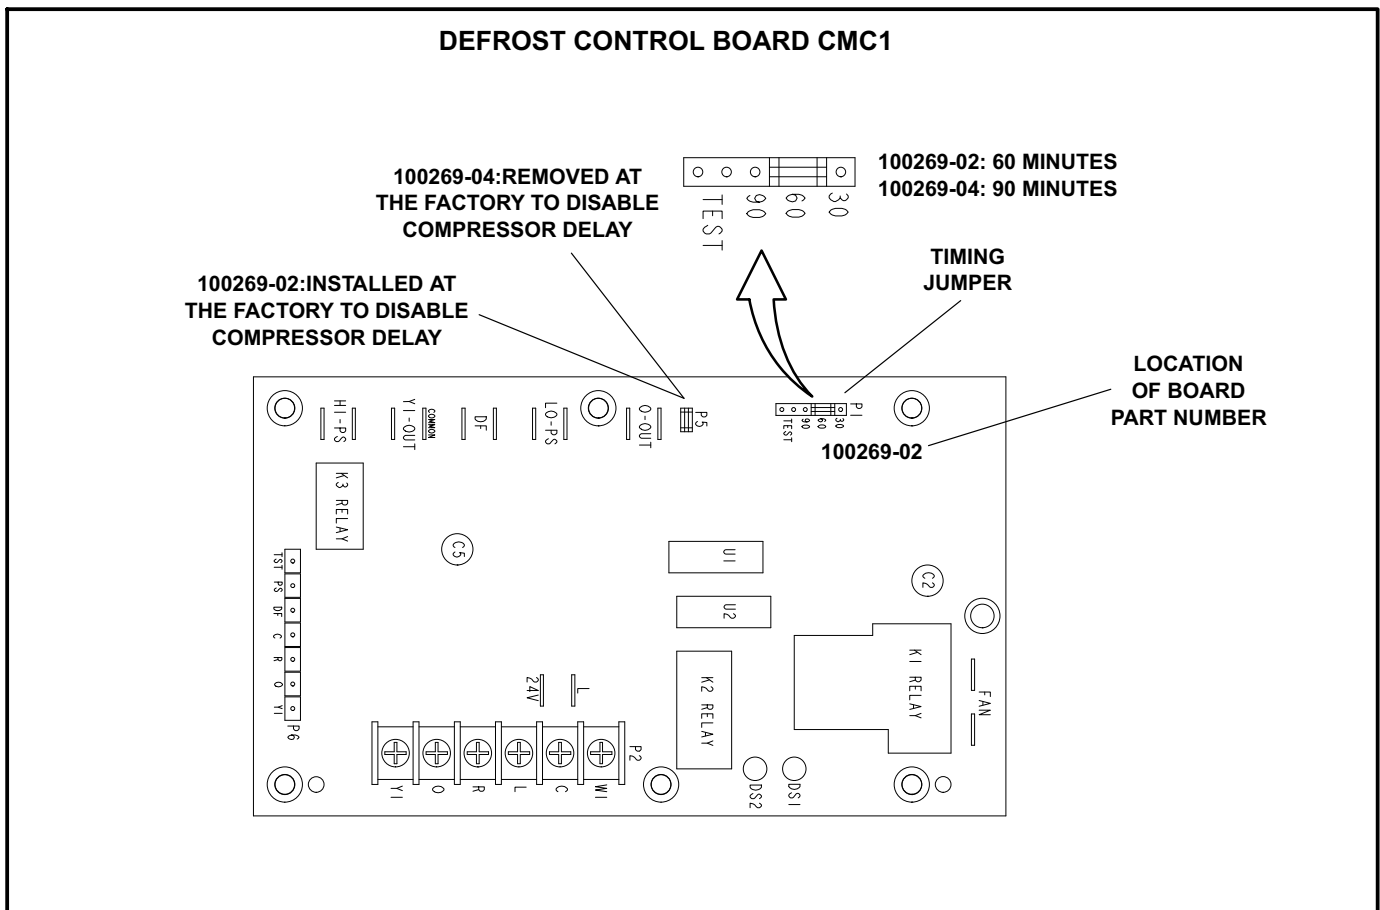 DEFROST CONTROL BOARD CMC1
100269-04:REMOVED AT
THE FACTORY TO DISABLE
COMPRESSOR DELAY
TEST
90
60
30
100269-02: 60 MINUTES
100269-04: 90 MINUTES
100269-02:INSTALLED AT
THE FACTORY TO DISABLE
COMPRESSOR DELAY
TIMING
JUMPER
LOCATION
OF BOARD
PART NUMBER
HI-PS
Y1-OUT
COMMON
DF
LO-PS
O-OUT
P5
TEST
90
60
30
P1
100269-02
K3 RELAY
C5
U1
U2
C2
TST
PS
DF
C
R
O
Y1
P6
24V
L
K2 RELAY
K1 RELAY
FAN
P2
Y1
O
R
L
C
W1
DS2
DS1